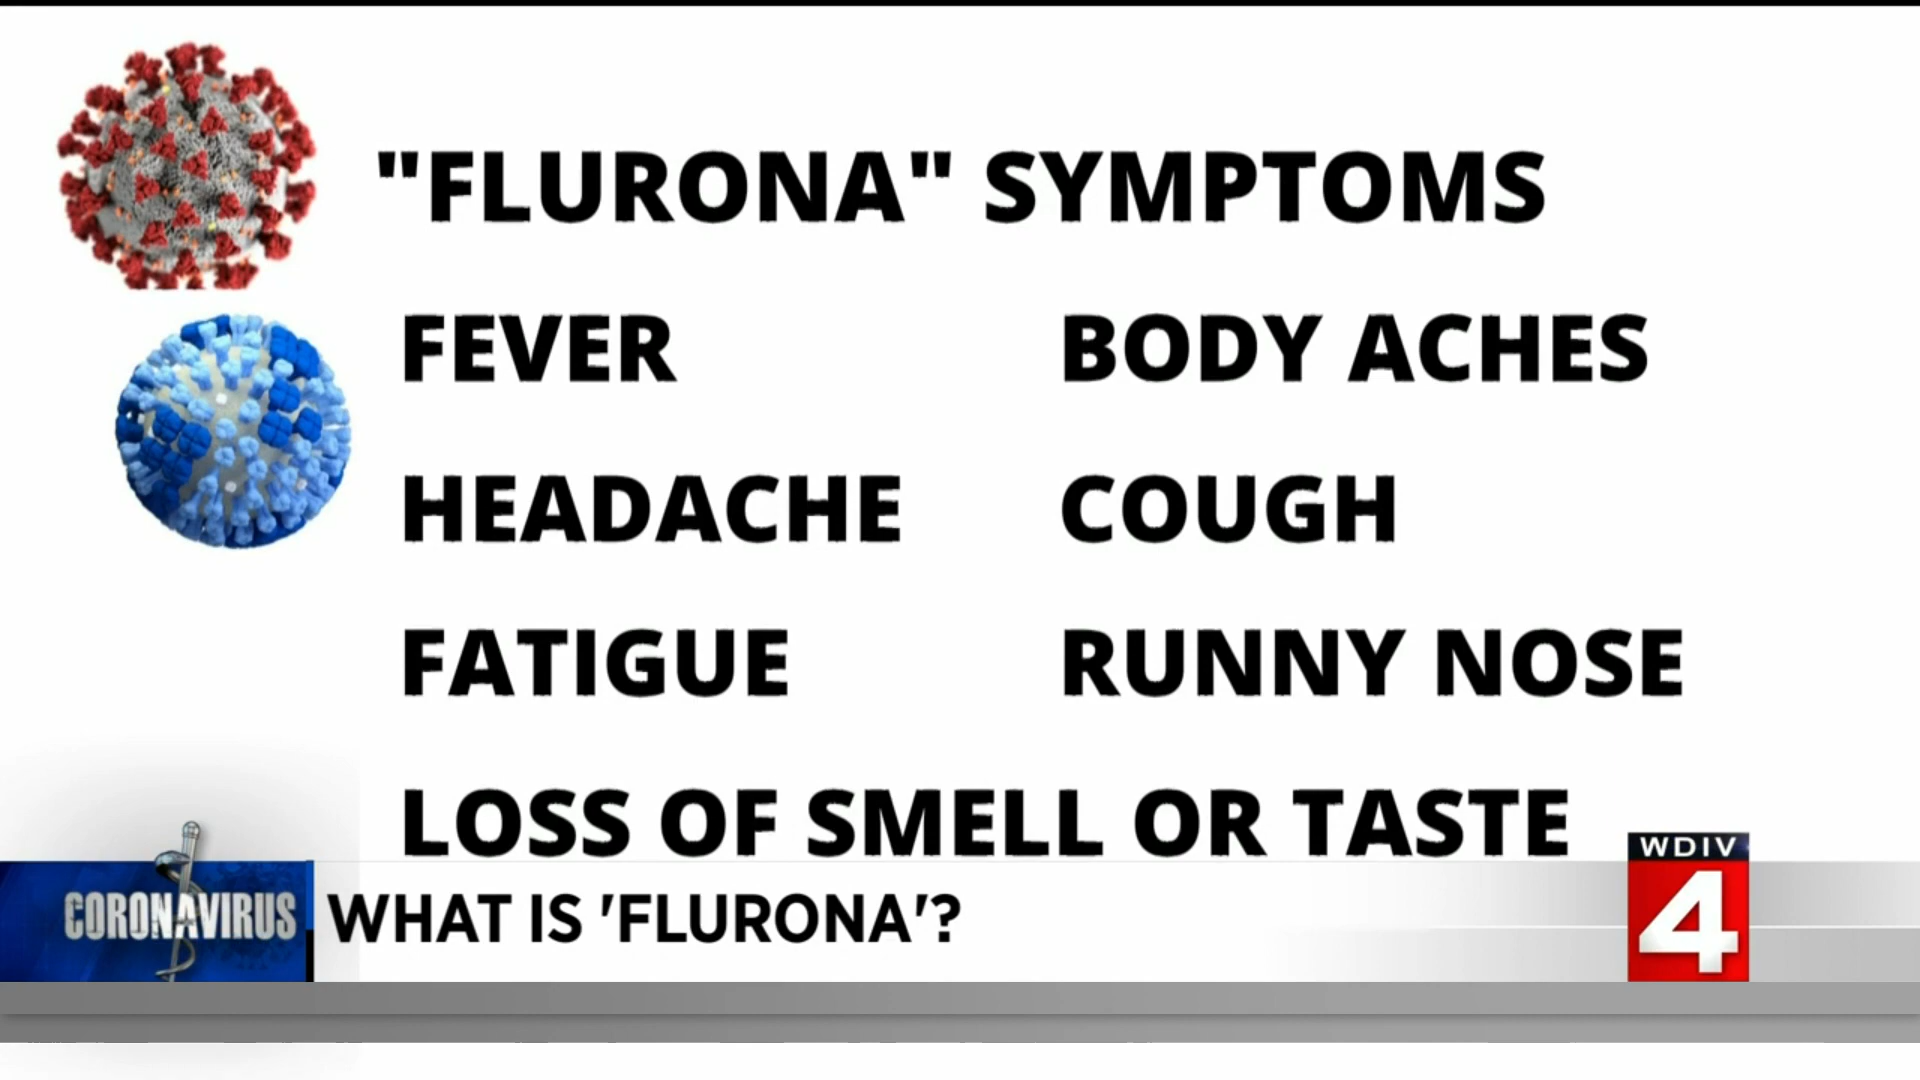 "FLURONA" SYMPTOMS
FEVER
BODY ACHES
HEADACHE
COUGH
FATIGUE
RUNNY NOSE
LOSS OF SMELL OR TASTE
CORONAVIRUS
WHAT IS 'FLURONA'?
WDIV
4